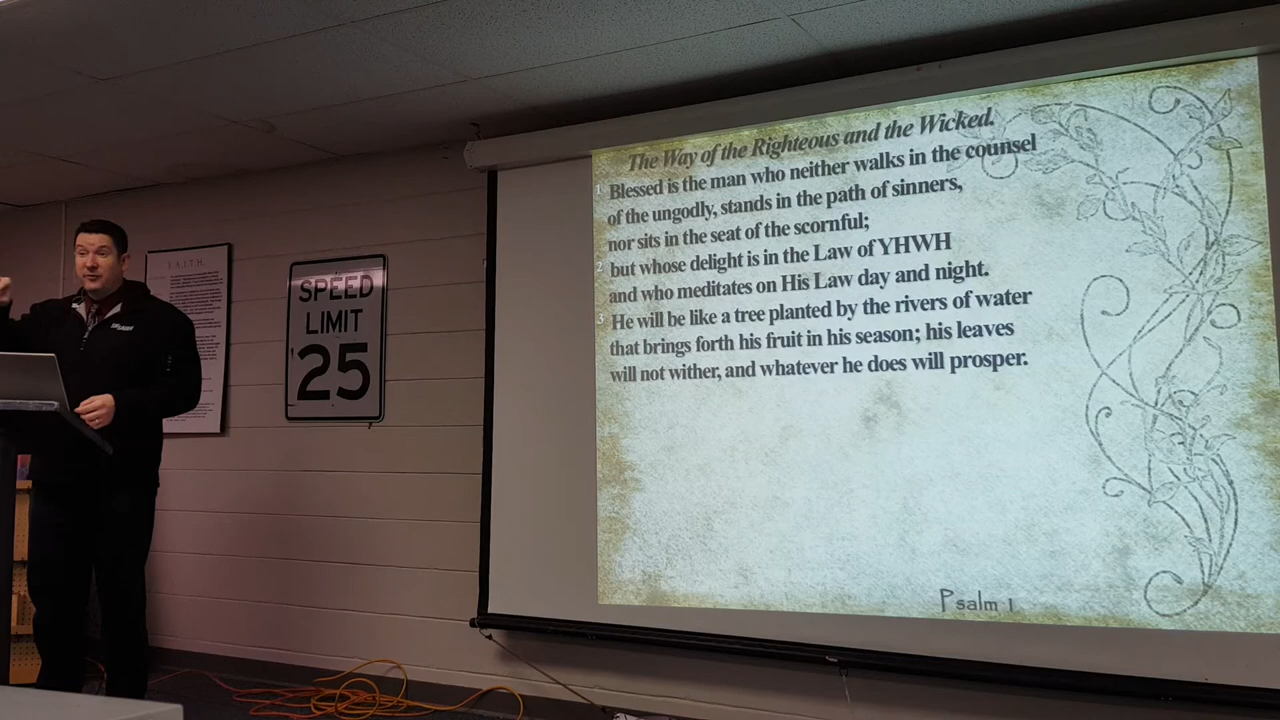 F.A.I.T.H.
SPEED
LIMIT
25
The Way of the Righteous and the Wicked.
1 Blessed is the man who neither walks in the counsel
of the ungodly, stands in the path of sinners,
nor sits in the seat of the scornful;
2 but whose delight is in the Law of YHWH
and who meditates on His Law day and night.
3 He will be like a tree planted by the rivers of water
that brings forth his fruit in his season; his leaves
will not wither, and whatever he does will prosper.
Psalm 1